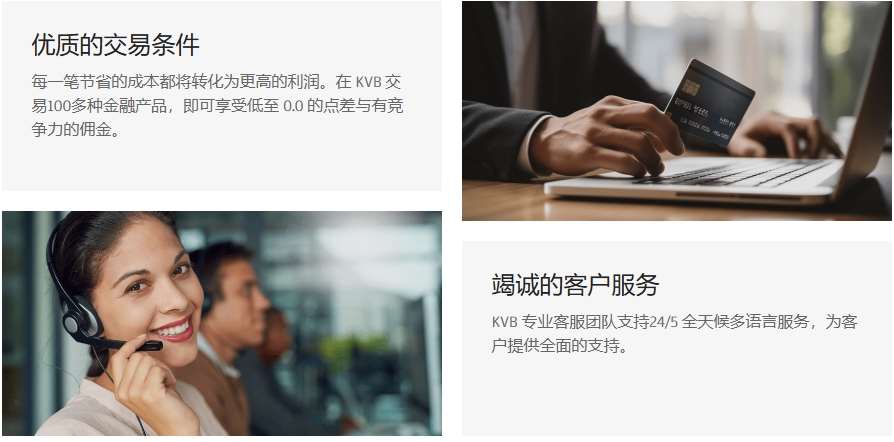 优质的交易条件
每一笔节省的成本都将转化为更高的利润。在 KVB 交
易100多种金融产品，即可享受低至 0.0 的点差与有竞
争力的佣金。
竭诚的客户服务
KVB 专业客服团队支持24/5 全天候多语言服务，为客
户提供全面的支持。